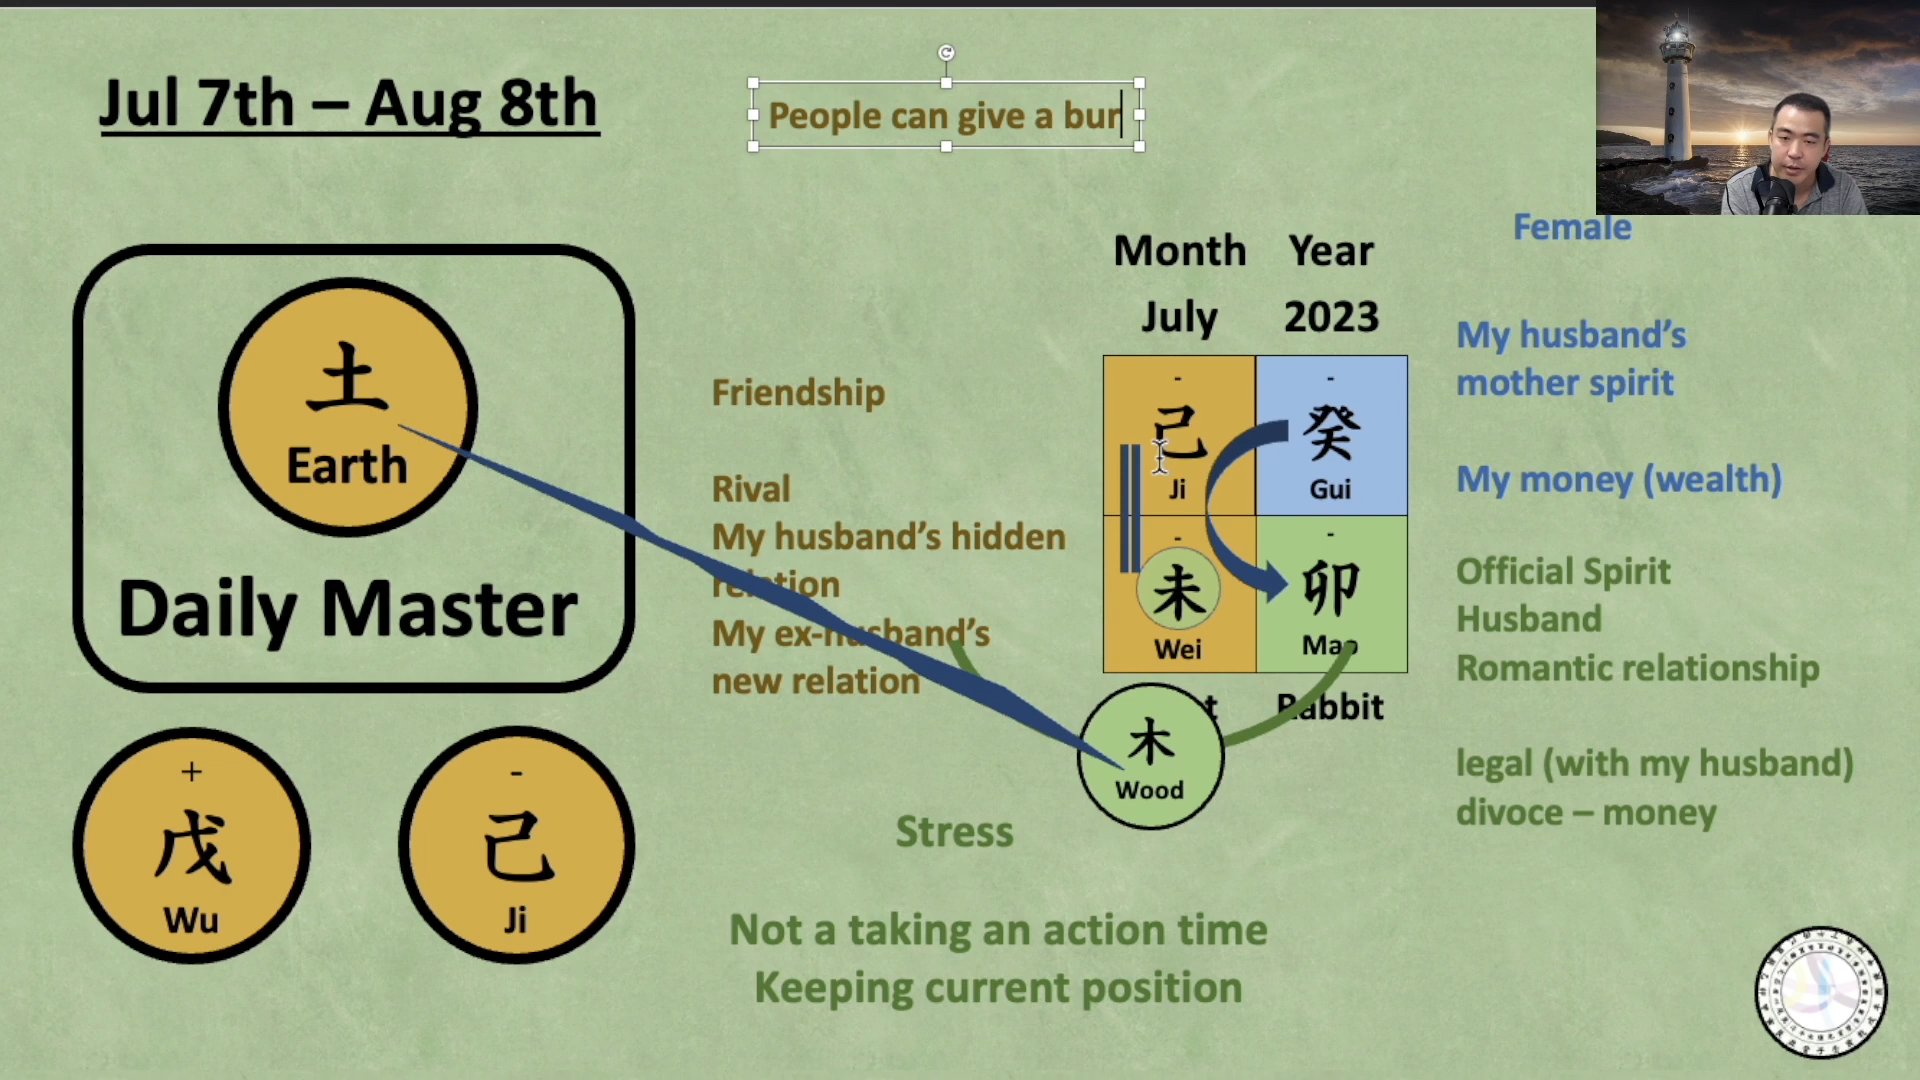 Jul 7th – Aug 8th
People can give a bur
Female
Month Year
July 2023
土
Earth
Daily Master
+
戊
Wu
-
己
Ji
Friendship
Rival
My husband's hidden
relation
My ex-husband's
new relation
-
己
Ji
-
癸
Gui
-
未
Wei
-
卯
Mao
Rabbit
木
Wood
My husband's
mother spirit
My money (wealth)
Official Spirit
Husband
Romantic relationship
legal (with my husband)
divoce – money
Stress
Not a taking an action time
Keeping current position